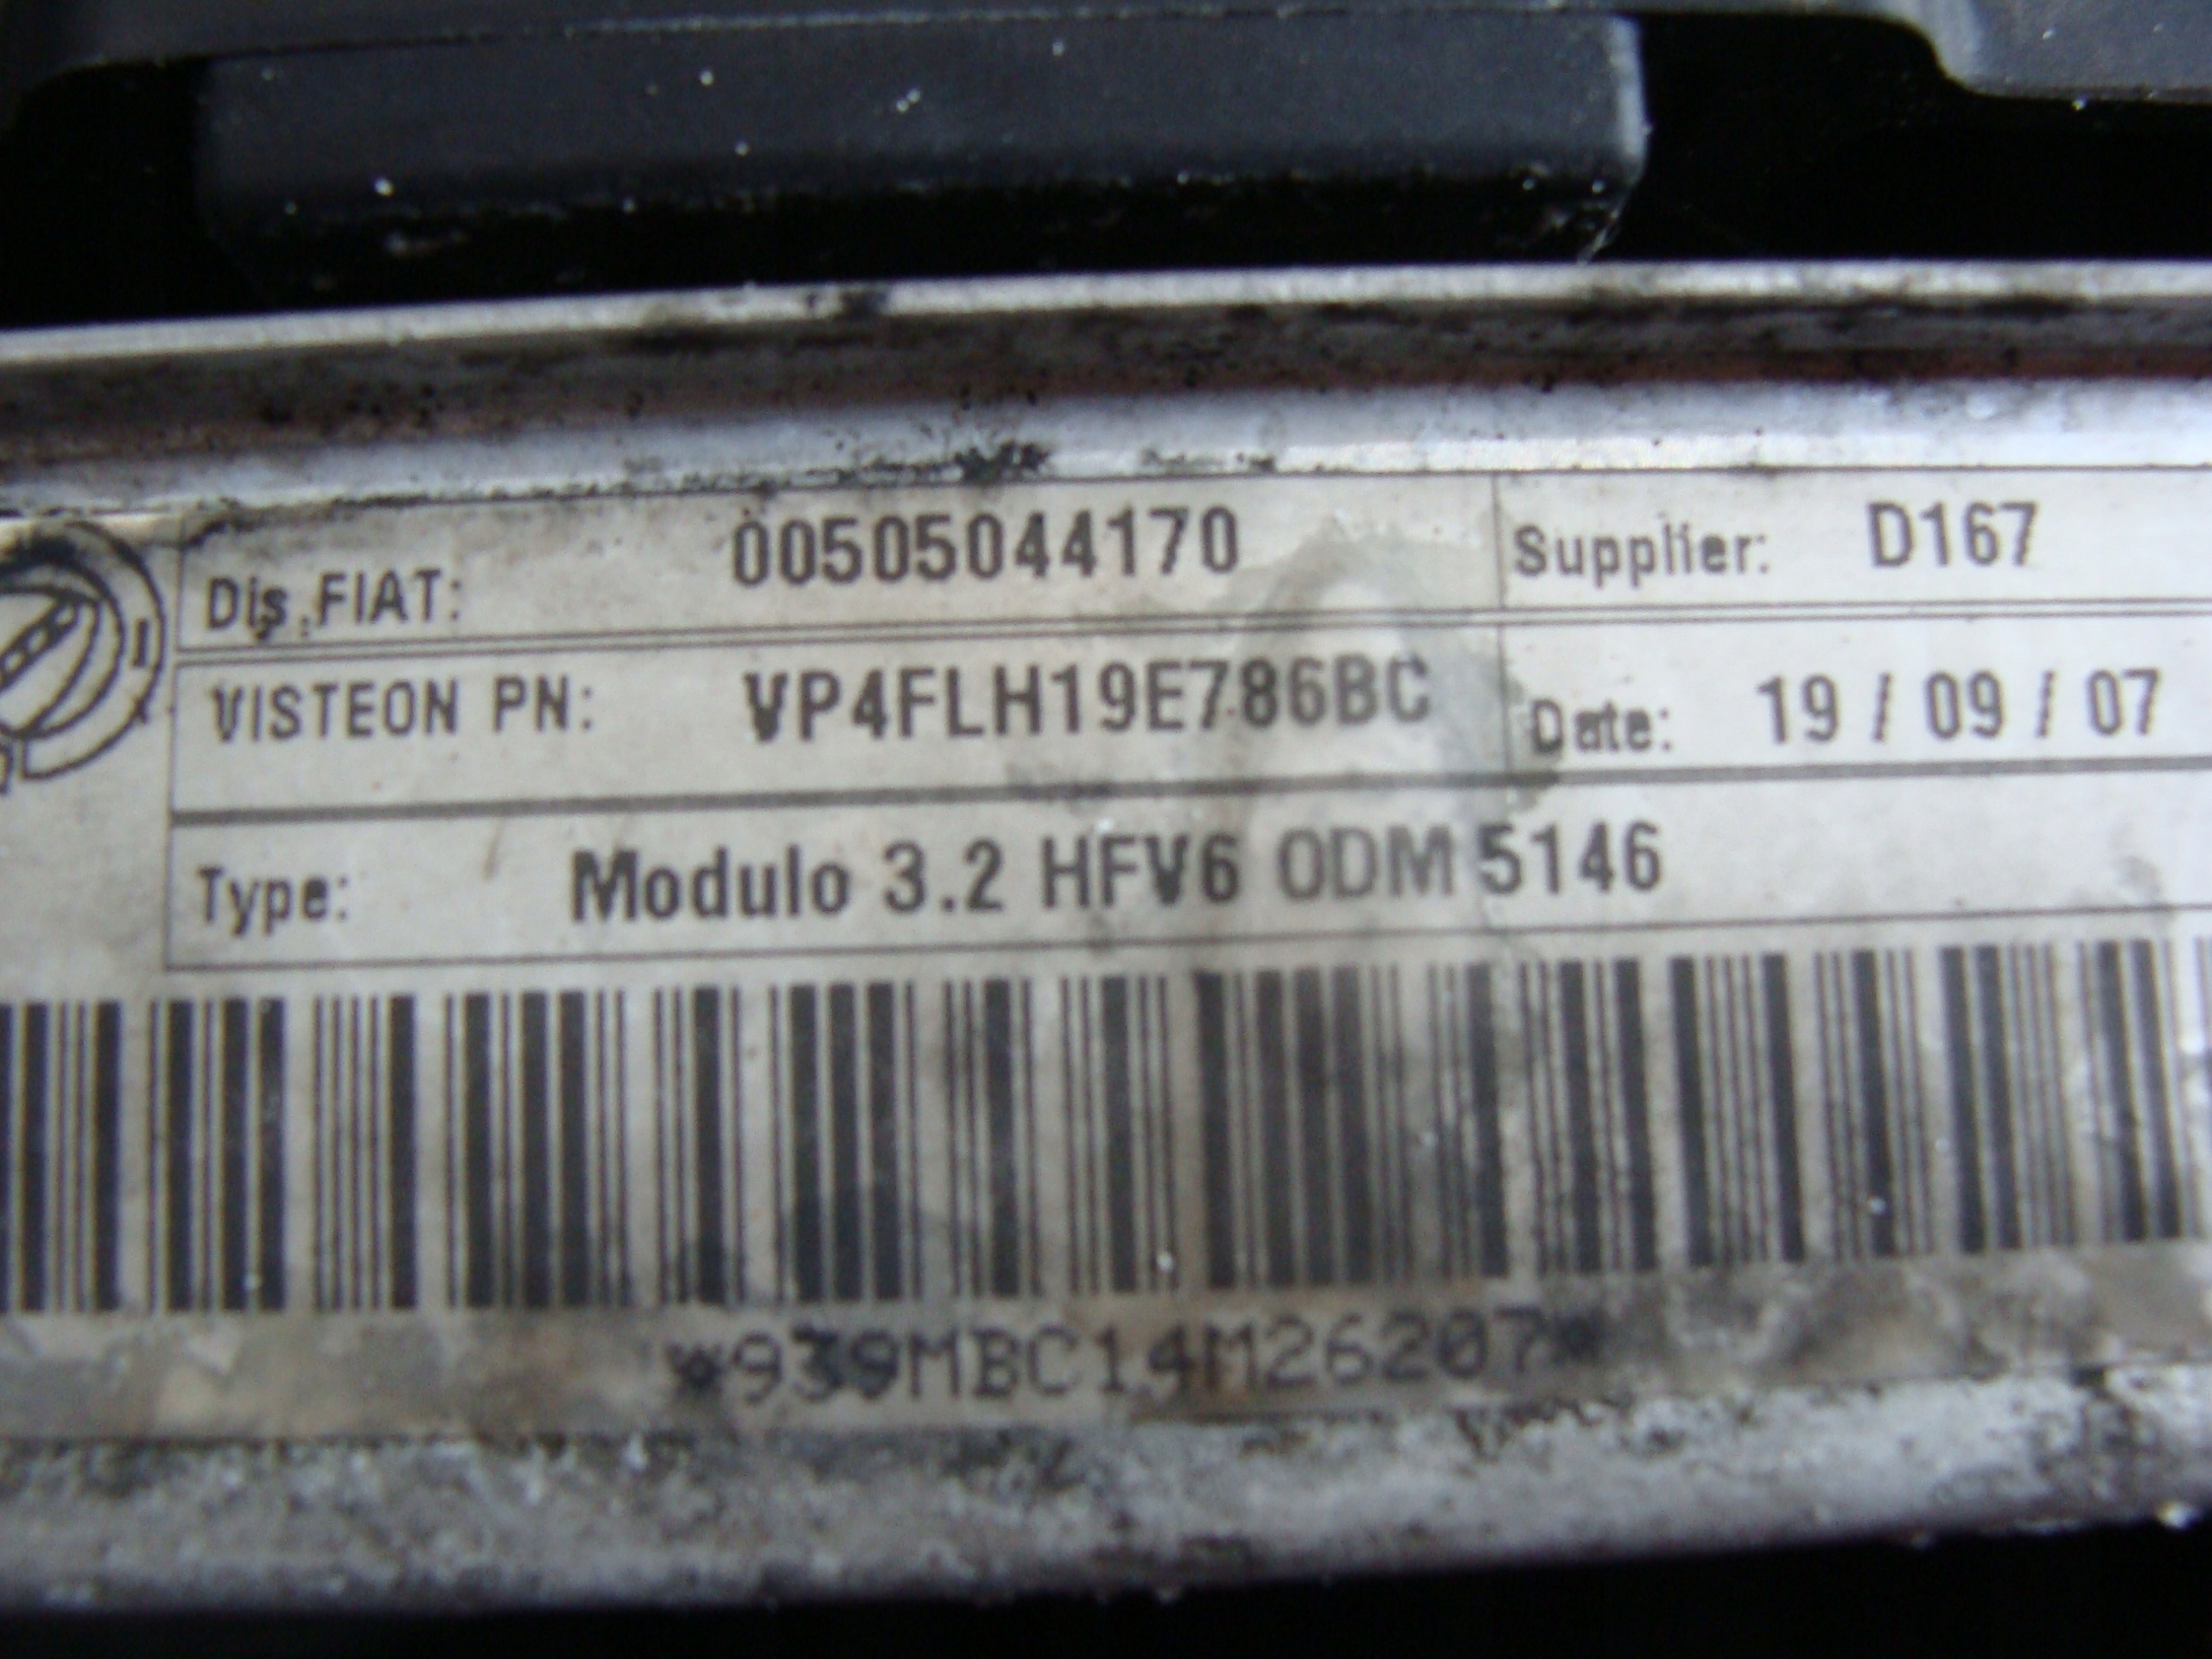 Dis.FIAT: 00505044170 Supplier: D167
VISTEON PN: VP4FLH19E786BC Date: 19 / 09 / 07
Type: Modulo 3.2 HFV6 ODM 5146
*939MBC14M26207*